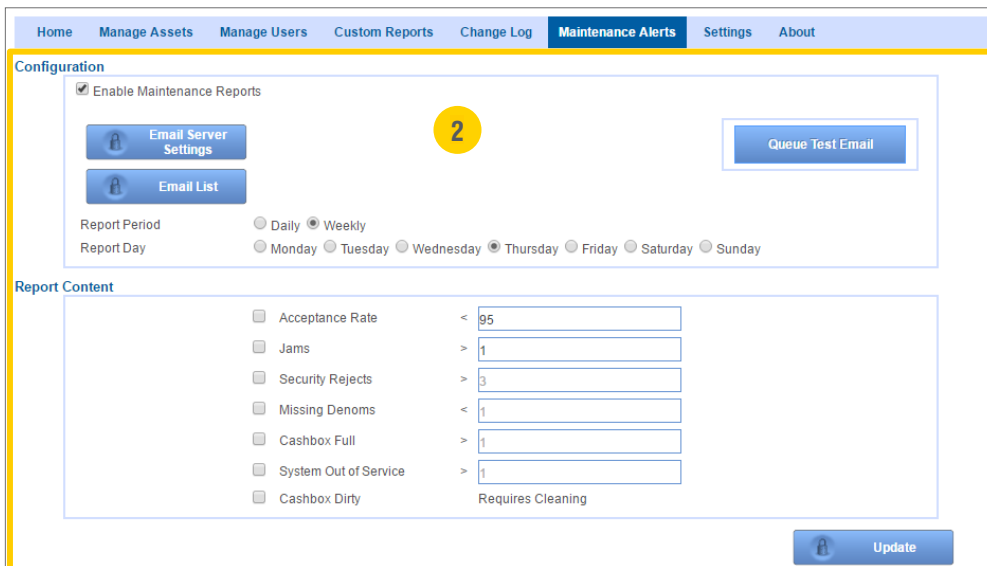 Home Manage Assets Manage Users Custom Reports Change Log Maintenance Alerts Settings About
Configuration
Enable Maintenance Reports
2
Email Server
Settings
Queue Test Email
Email List
Report Period Daily Weekly
Report Day Monday Tuesday Wednesday Thursday Friday Saturday Sunday
Report Content
Acceptance Rate < 95
Jams > 1
Security Rejects > 3
Missing Denoms < 1
Cashbox Full > 1
System Out of Service > 1
Cashbox Dirty Requires Cleaning
Update